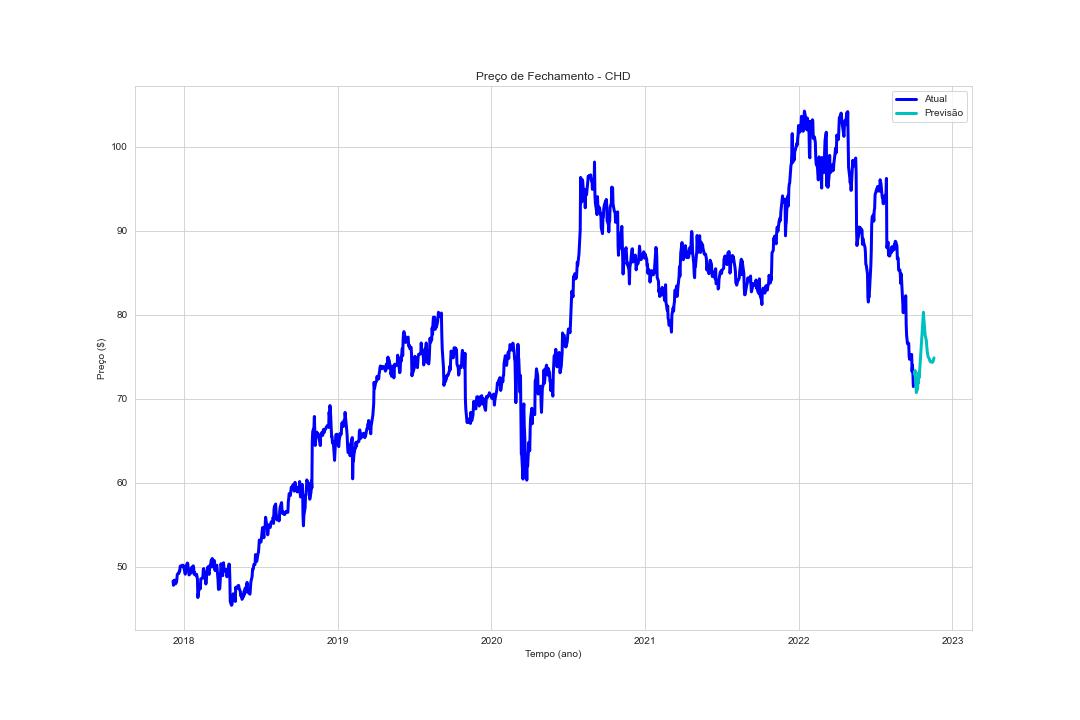 Preço de Fechamento - CHD
Atual
Previsão
Preço ($)
100
90
80
70
60
50
2018 2019 2020 2021 2022 2023
Tempo (ano)